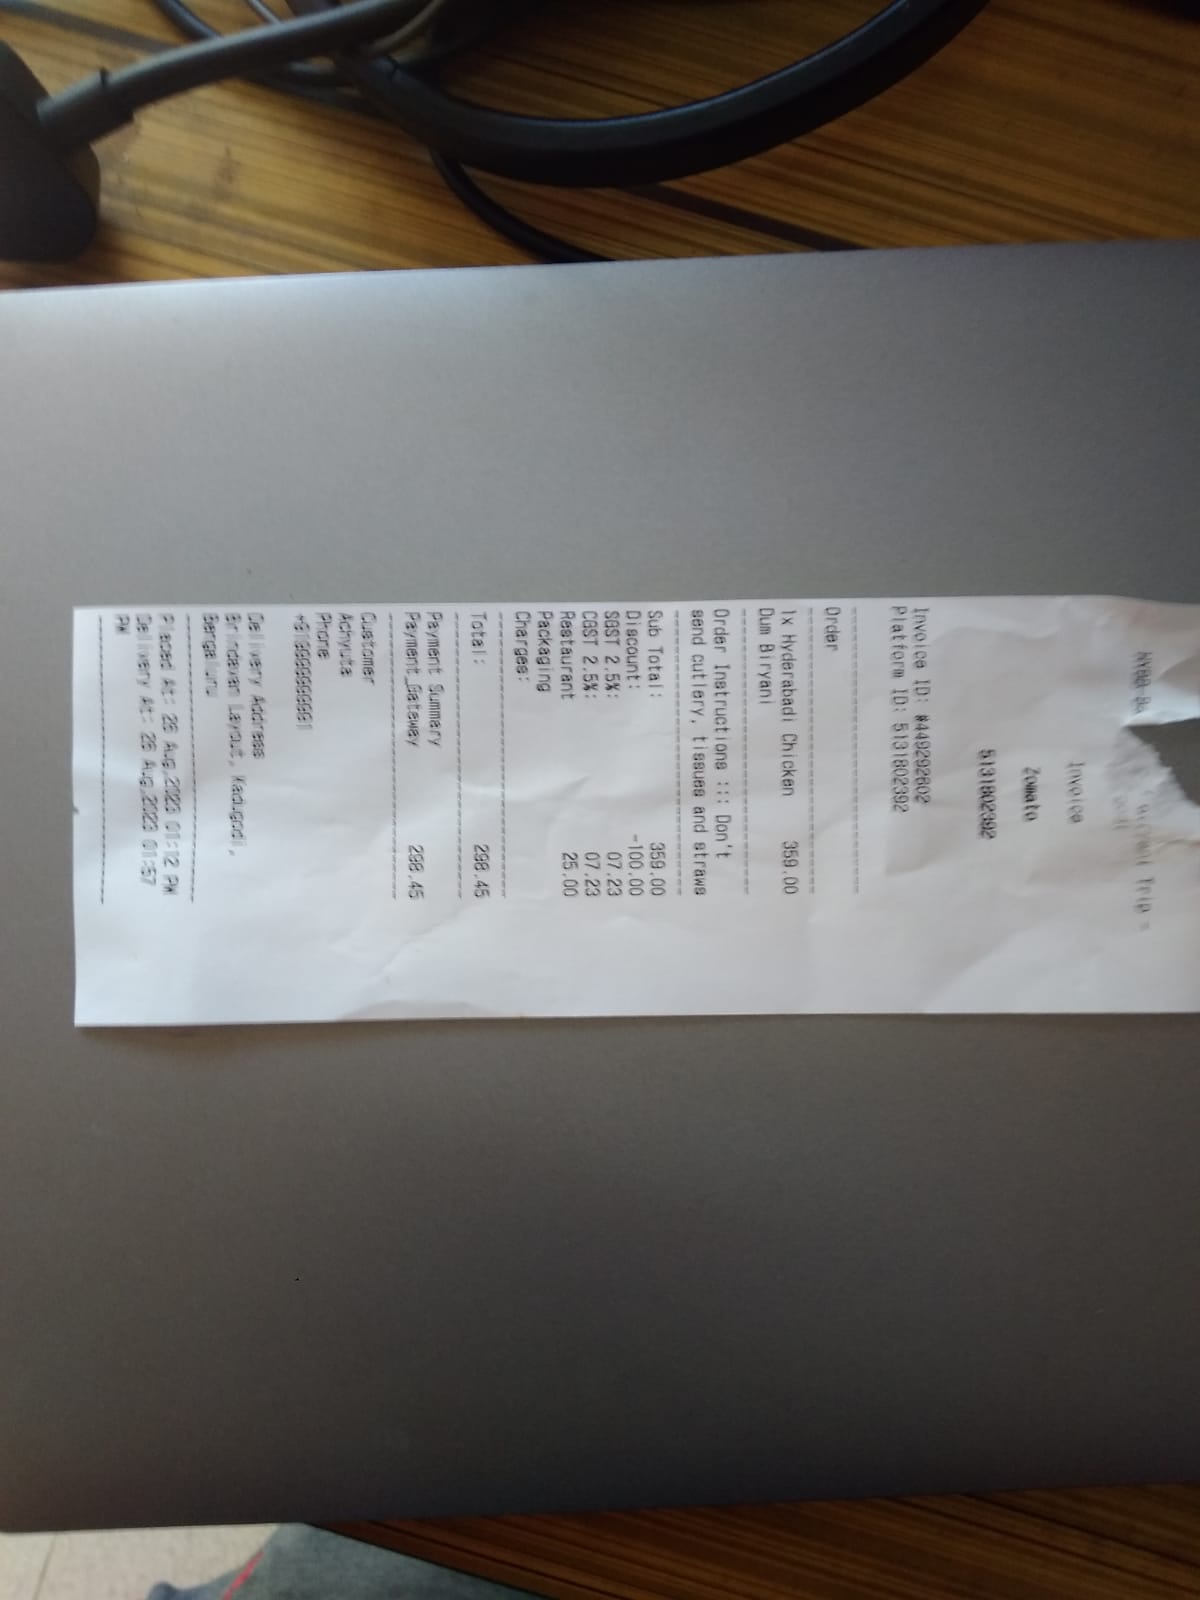 Invoice
Zomato
5131802392
Invoice ID: #449292602
Platform ID: 5131802392
Order
1x Hyderabadi Chicken 359.00
Dum Biryani
Order Instructions ::: Don't
send cutlery, tissues and straws
Sub Total: 359.00
Discount: -100.00
SGST 2.5%: 07.23
CGST 2.5%: 07.23
Restaurant 25.00
Packaging
Charges:
Total: 298.45
Payment Summary
Payment_Gateway 298.45
Customer
Achyuta
Phone
+919999999991
Delivery Address
Brindavan Layout, Kadugodi,
Bengaluru
Placed At: 26 Aug,2023 01:12 PM
Delivery At: 26 Aug,2023 01:57
PM